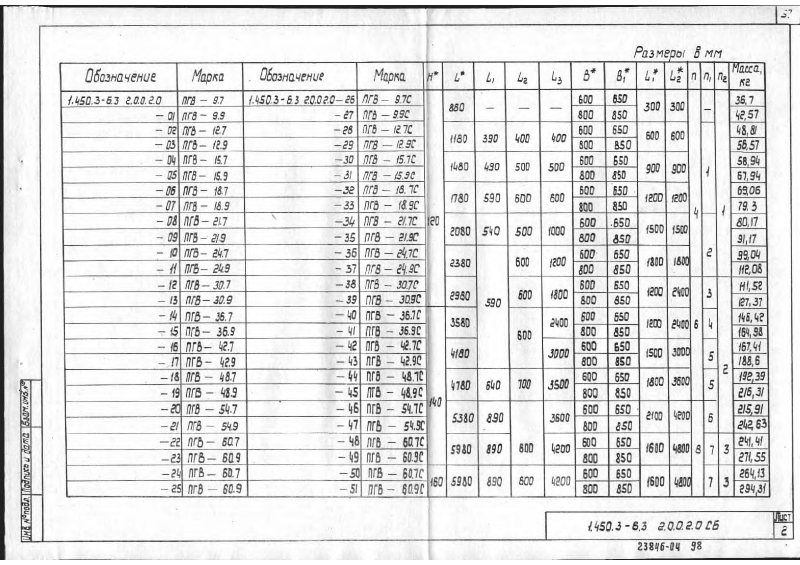 57
Размеры в мм
Обозначение Марка Обозначение Марка H* L* L₁ L₂ L₃ B* B₁* L₁* L₂* n n₁ n₂ Масса, кг
1.450.3-6.3 2.0.0.2.0 ПГВ — 9.7 1.450.3-6.3 2.0.0.2.0 — 26 ПГВ — 9.7С 120 880 — — — 600 650 300 300 4 — 1 36,7
— 01 ПГВ — 9.9 — 27 ПГВ — 9.9С 800 850 42,57
— 02 ПГВ — 12.7 — 28 ПГВ — 12.7С 1180 390 400 400 600 650 600 600 1 48,81
— 03 ПГВ — 12.9 — 29 ПГВ — 12.9С 800 850 56,57
— 04 ПГВ — 15.7 — 30 ПГВ — 15.7С 1480 490 500 500 600 650 900 900 58,94
— 05 ПГВ — 15.9 — 31 ПГВ — 15.9С 800 850 67,94
— 06 ПГВ — 18.7 — 32 ПГВ — 18.7С 1780 590 600 600 600 650 1200 1200 69,06
— 07 ПГВ — 18.9 — 33 ПГВ — 18.9С 800 850 79.3
— 08 ПГВ — 21.7 — 34 ПГВ — 21.7С 2080 540 500 1000 600 650 1500 1500 2 80,17
— 09 ПГВ — 21.9 — 35 ПГВ — 21.9С 800 850 91,17
— 10 ПГВ — 24.7 — 36 ПГВ — 24.7С 2380 590 600 1200 600 650 1800 1800 99,04
— 11 ПГВ — 24.9 — 37 ПГВ — 24.9С 800 850 112,08
— 12 ПГВ — 30.7 — 38 ПГВ — 30.7С 2980 600 1800 600 650 1200 2400 6 3 2 111,52
— 13 ПГВ — 30.9 — 39 ПГВ — 30.9С 800 850 127,37
— 14 ПГВ — 36.7 — 40 ПГВ — 36.7С 140 3580 600 2400 600 650 1200 2400 4 146,42
— 15 ПГВ — 36.9 — 41 ПГВ — 36.9С 800 850 164,98
— 16 ПГВ — 42.7 — 42 ПГВ — 42.7С 4180 3000 600 650 1500 3000 5 167,41
— 17 ПГВ — 42.9 — 43 ПГВ — 42.9С 800 850 188,6
— 18 ПГВ — 48.7 — 44 ПГВ — 48.7С 4780 640 700 3500 600 650 1800 3600 5 192,39
— 19 ПГВ — 48.9 — 45 ПГВ — 48.9С 800 850 216,31
— 20 ПГВ — 54.7 — 46 ПГВ — 54.7С 5380 890 600 3600 600 650 2100 4200 6 215,91
— 21 ПГВ — 54.9 — 47 ПГВ — 54.9С 800 850 242,63
— 22 ПГВ — 60.7 — 48 ПГВ — 60.7С 5980 890 4200 600 650 1600 4800 8 7 3 241,41
— 23 ПГВ — 60.9 — 49 ПГВ — 60.9С 800 850 271,55
— 24 ПГВ — 60.7 — 50 ПГВ — 60.7С 160 5980 890 800 4200 600 650 1600 4800 7 3 264,13
— 25 ПГВ — 60.9 — 51 ПГВ — 60.9С 800 850 294,31
Инв. № подл. Подпись и дата Взам. инв. №
1.450.3-6.3 2.0.0.2.0 СБ
Лист
2
23846-04 98